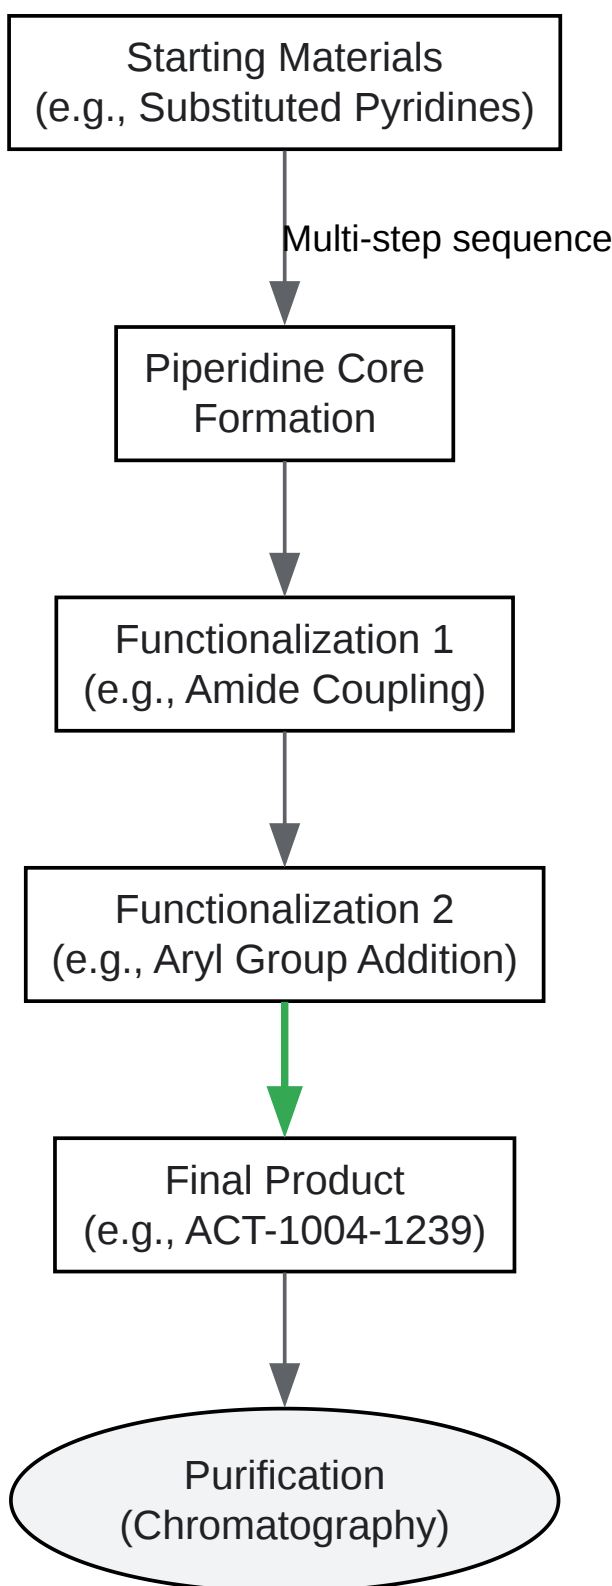 Starting Materials
(e.g., Substituted Pyridines)
Multi-step sequence
Piperidine Core
Formation
Functionalization 1
(e.g., Amide Coupling)
Functionalization 2
(e.g., Aryl Group Addition)
Final Product
(e.g., ACT-1004-1239)
Purification
(Chromatography)